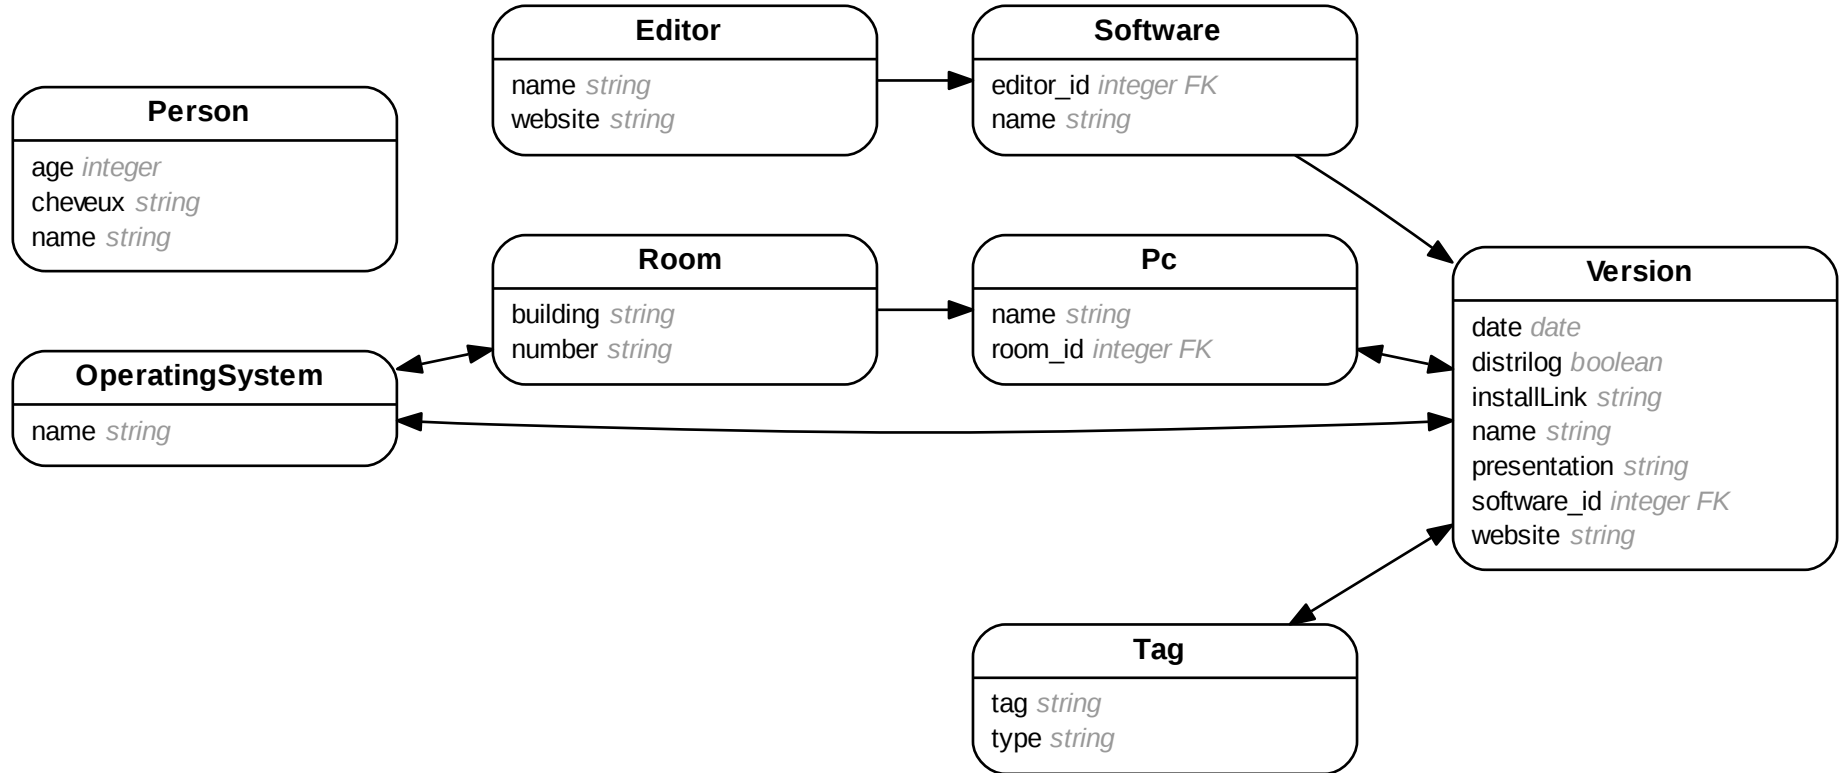 Person
age integer
cheveux string
name string
Editor
name string
website string
Software
editor_id integer FK
name string
Room
building string
number string
Pc
name string
room_id integer FK
OperatingSystem
name string
Version
date date
distrilog boolean
installLink string
name string
presentation string
software_id integer FK
website string
Tag
tag string
type string